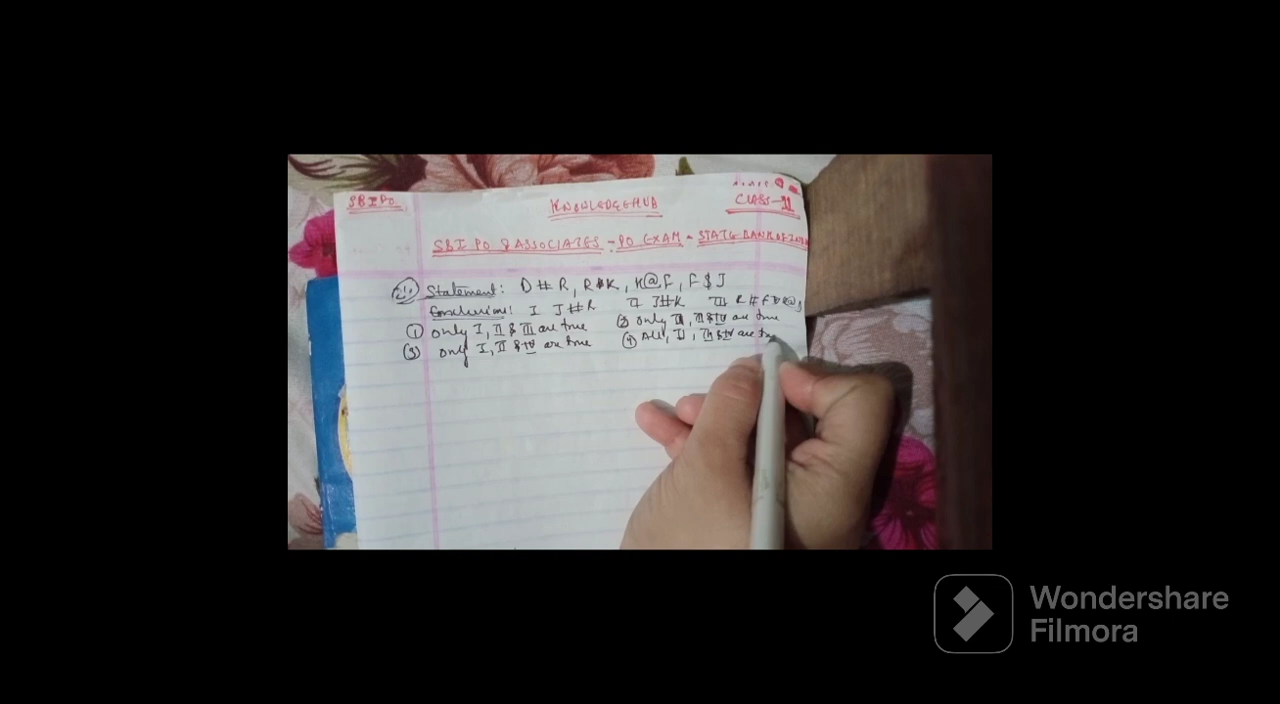 SBI PO
KNOWLEDGEHUB
CLASS-11
SBI PO & ASSOCIATES - PO EXAM - STATE BANK OF
Statement: D # R, R K, K @ F, F $ J
Conclusions: I J # R II J # K III R # F IV K @ J
(1) Only I, II & III are true (2) Only II, III & IV are true
(3) only I, II & IV are true (4) All, II, III & IV are true
Wondershare
Filmora